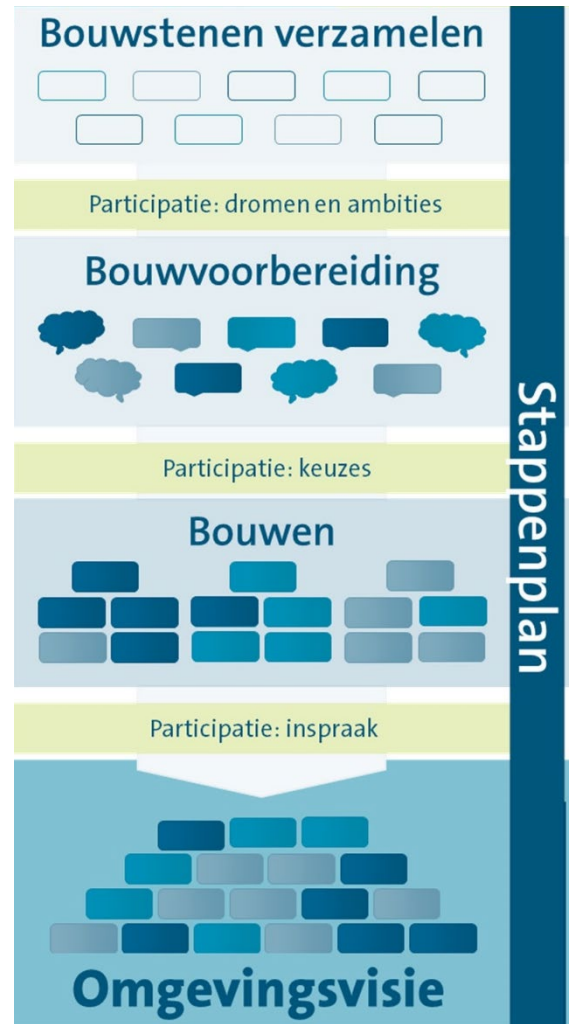 Bouwstenen verzamelen
Participatie: dromen en ambities
Bouwvoorbereiding
Participatie: keuzes
Bouwen
Participatie: inspraak
Omgevingsvisie
Stappenplan